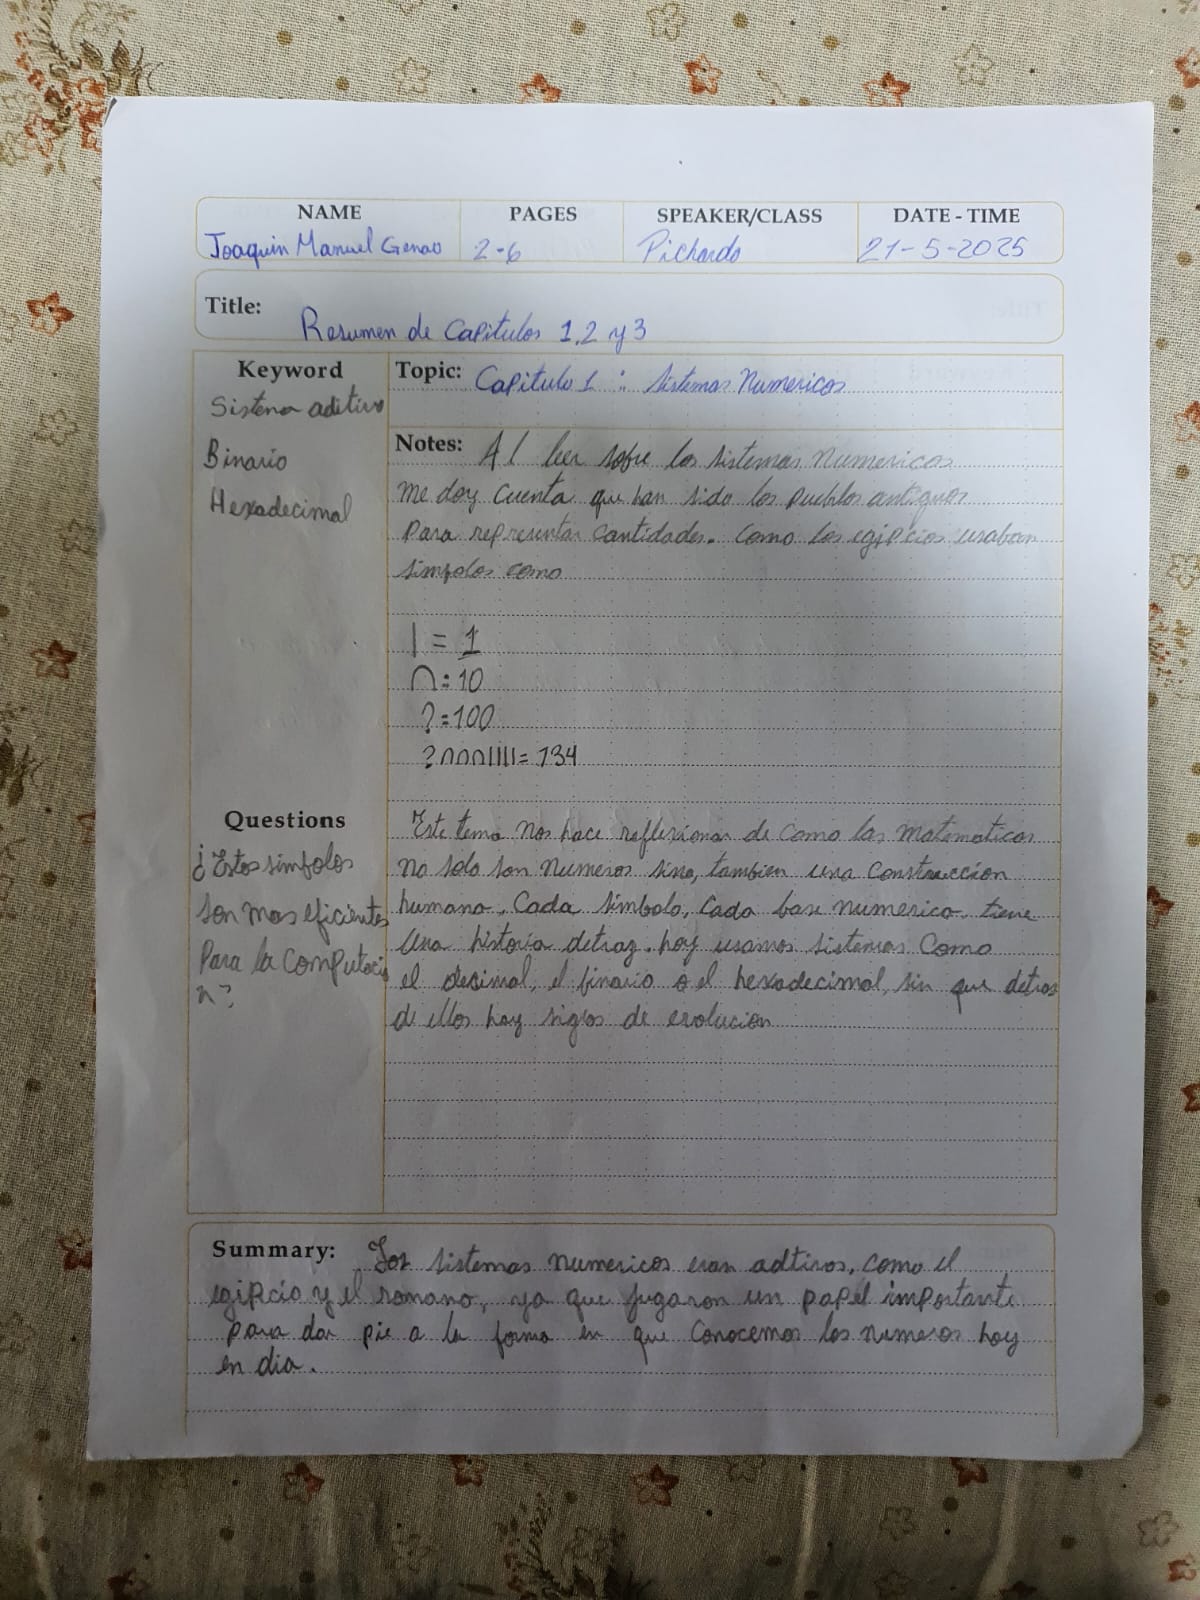 NAME PAGES SPEAKER/CLASS DATE - TIME
Joaquin Manuel Genao 2-6 Pichardo 21-5-2025
Title: Resumen de Capitulos 1,2 y 3
Keyword
Sistema aditivo
Binario
Hexadecimal
Topic: Capitulo 1 : Sistemas Numericos
Notes: Al leer sobre los sistemas numericos
me doy cuenta que han sido los pueblos antiguos
para representar cantidades. Como los egipcios usaban
simbolos como
| = 1
∩ = 10
? = 100
?∩∩∩|||| = 134
Este tema nos hace reflexionar de como las matematicas
no solo son numeros sino, tambien una construccion
humana. Cada simbolo, cada base numerica tiene
una historia detraz. hoy usamos sistemas como
el decimal, el binario o el hexadecimal, sin que detras
de ellos hay siglos de evolucion
Questions
¿Estos simbolos
son mas eficientes
Para la computacio
n?
Summary: Los sistemas numericos eran adtivos, como el
egipcio y el romano, ya que jugaron un papel importante
para dar pie a la forma en que conocemos los numeros hoy
en dia.